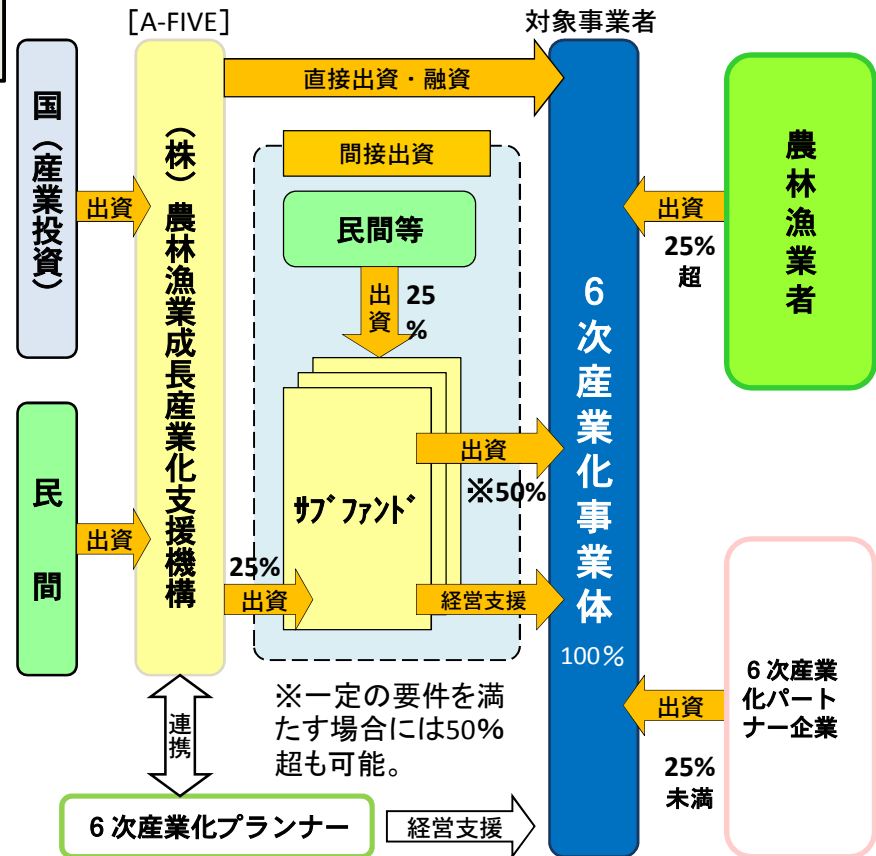 [A-FIVE]
対象事業者
国（産業投資）
出資
民間
出資
（株）農林漁業成長産業化支援機構
直接出資・融資
間接出資
民間等
出資
25
%
ｻﾌﾞﾌｧﾝﾄﾞ
25%
出資
出資
※50%
経営支援
※一定の要件を満
たす場合には50%
超も可能。
６次産業化事業体
100%
農林漁業者
出資
25%
超
６次産業
化パート
ナー企業
出資
25%
未満
連携
６次産業化プランナー
経営支援